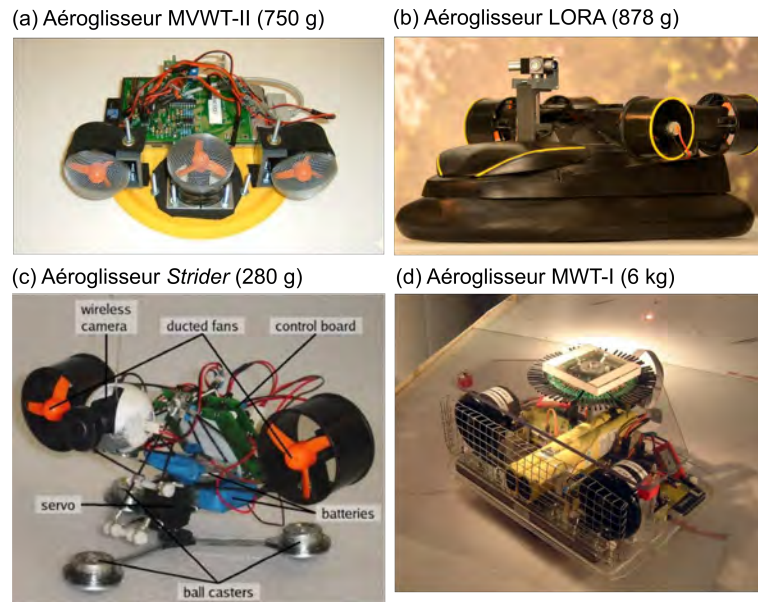 (a) Aéroglisseur MVWT-II (750 g)
(b) Aéroglisseur LORA (878 g)
(c) Aéroglisseur Strider (280 g)
(d) Aéroglisseur MWT-I (6 kg)
wireless
camera
ducted fans
control board
servo
batteries
ball casters